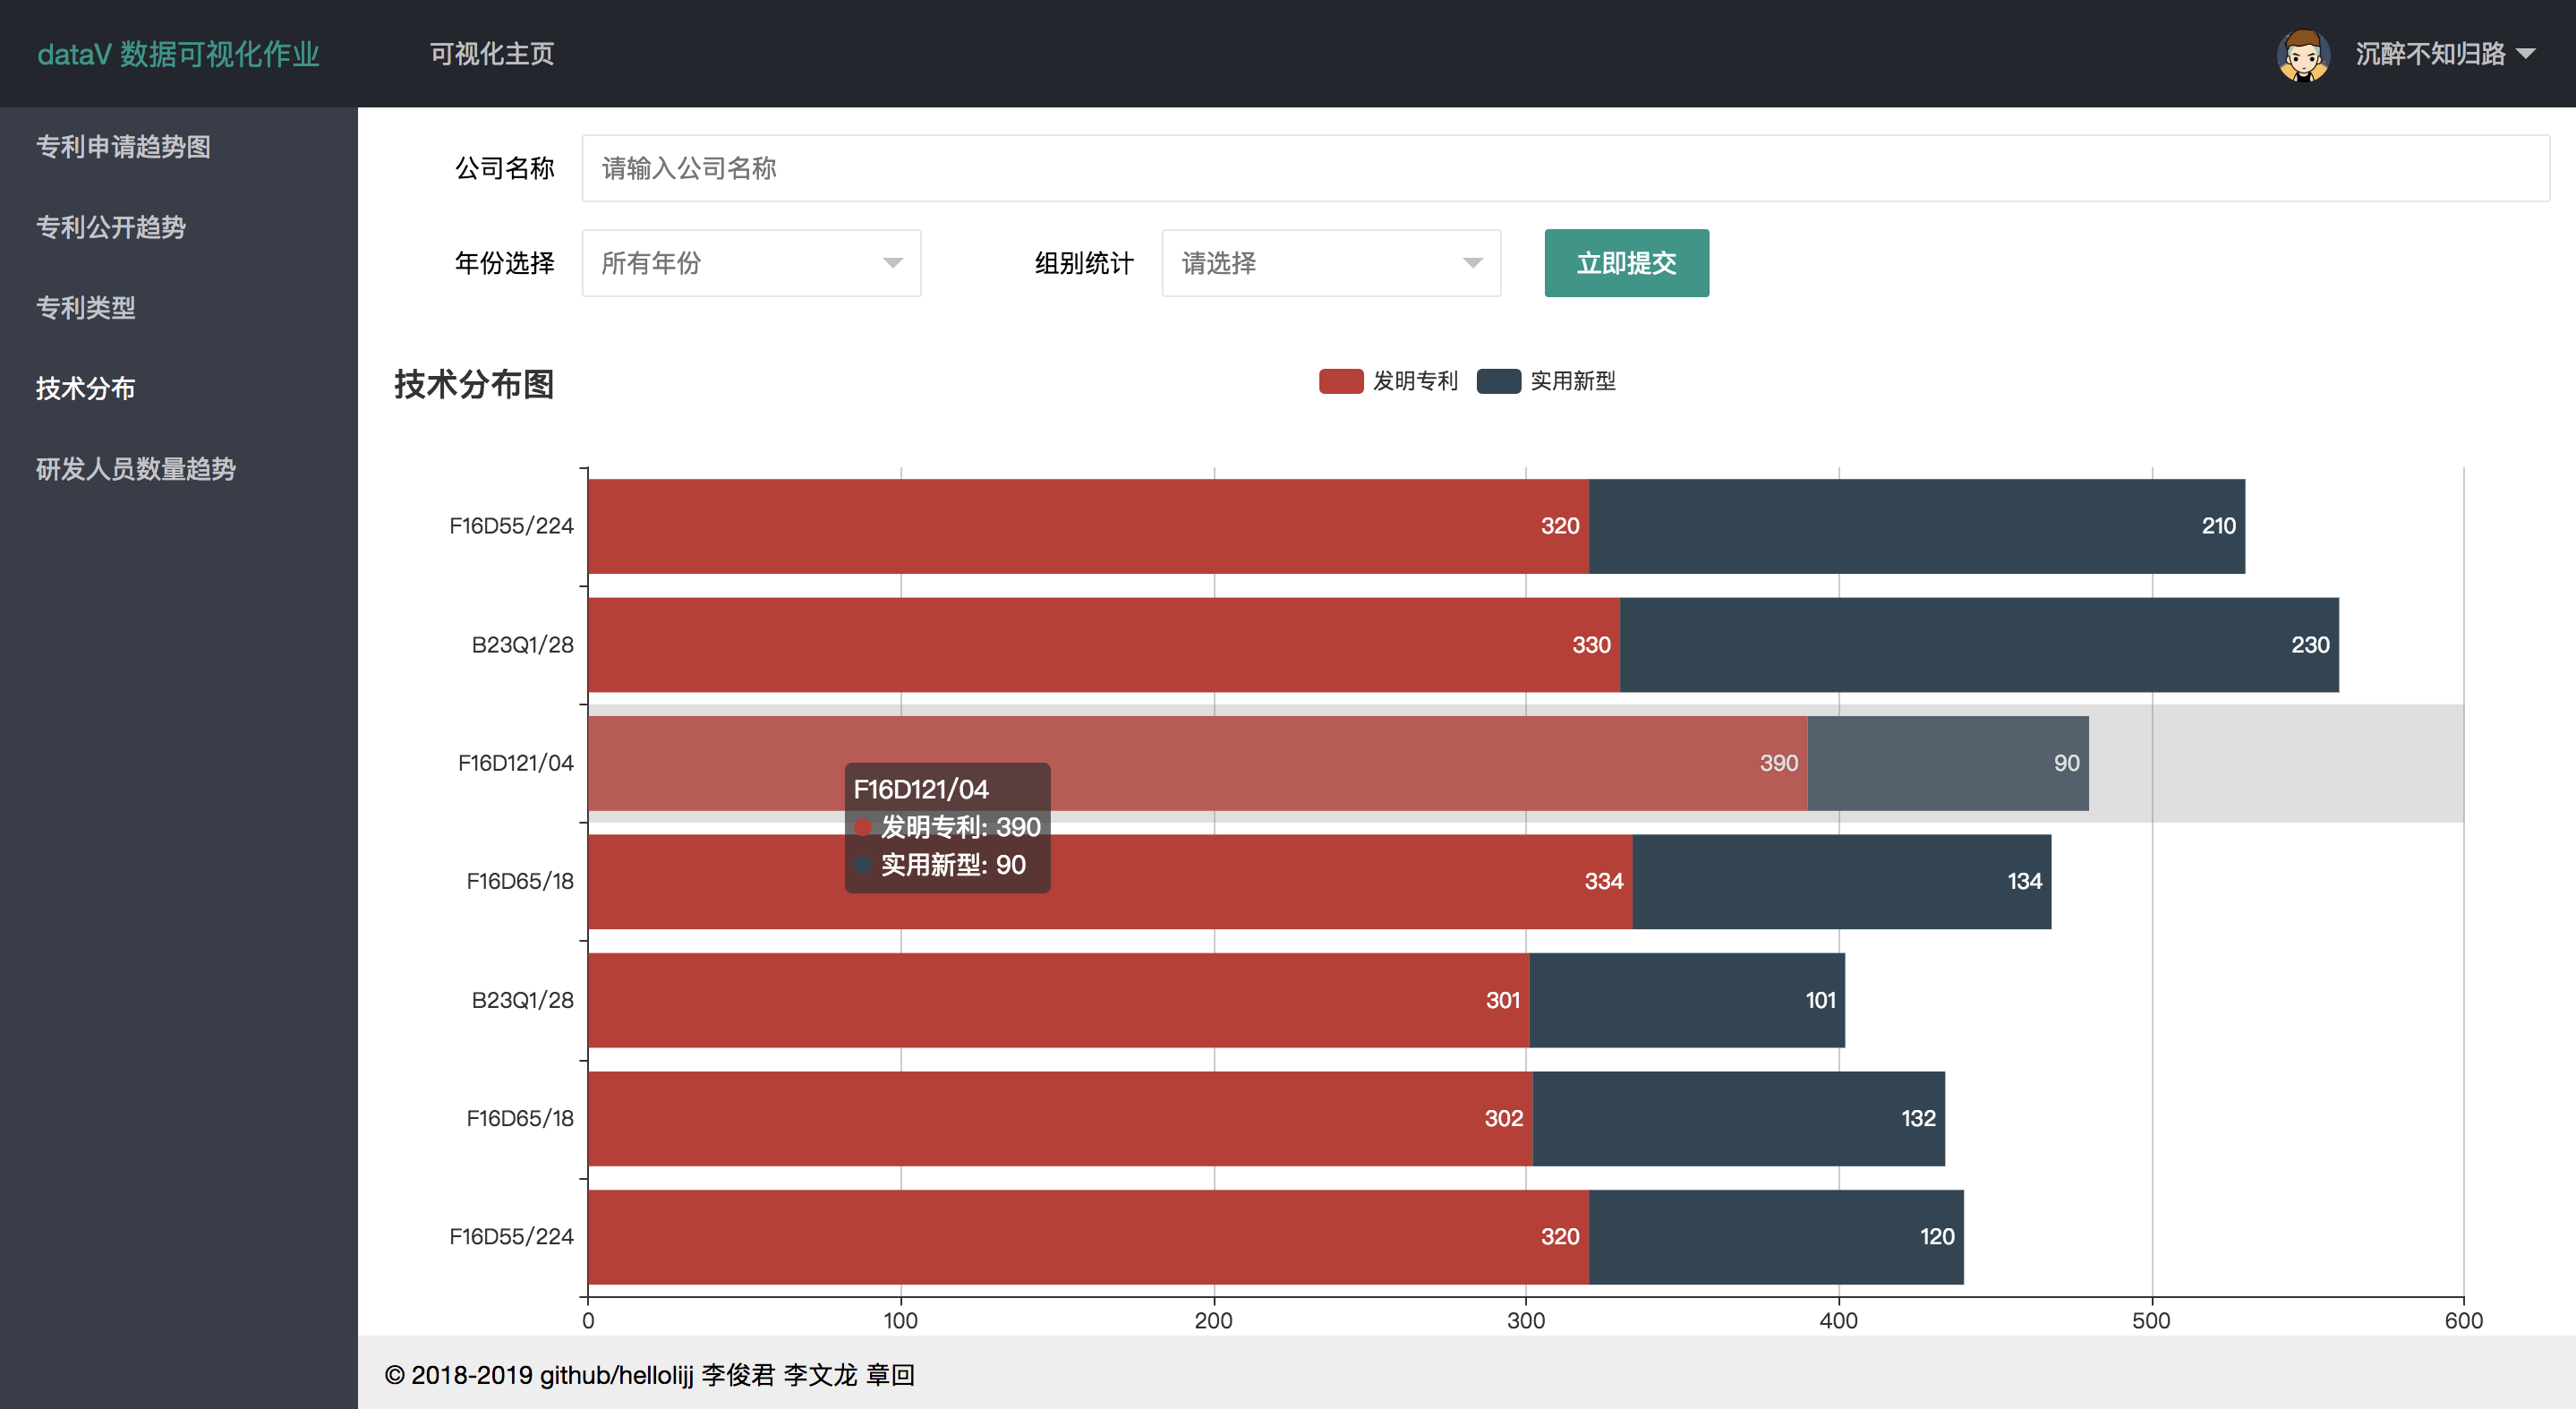 dataV 数据可视化作业
可视化主页
沉醉不知归路
专利申请趋势图
专利公开趋势
专利类型
技术分布
研发人员数量趋势
公司名称
请输入公司名称
年份选择
所有年份
组别统计
请选择
立即提交
技术分布图
发明专利
实用新型
F16D55/224
320
210
B23Q1/28
330
230
F16D121/04
390
90
F16D121/04
发明专利: 390
实用新型: 90
F16D65/18
334
134
B23Q1/28
301
101
F16D65/18
302
132
F16D55/224
320
120
0 100 200 300 400 500 600
© 2018-2019 github/hellolijj 李俊君 李文龙 章回